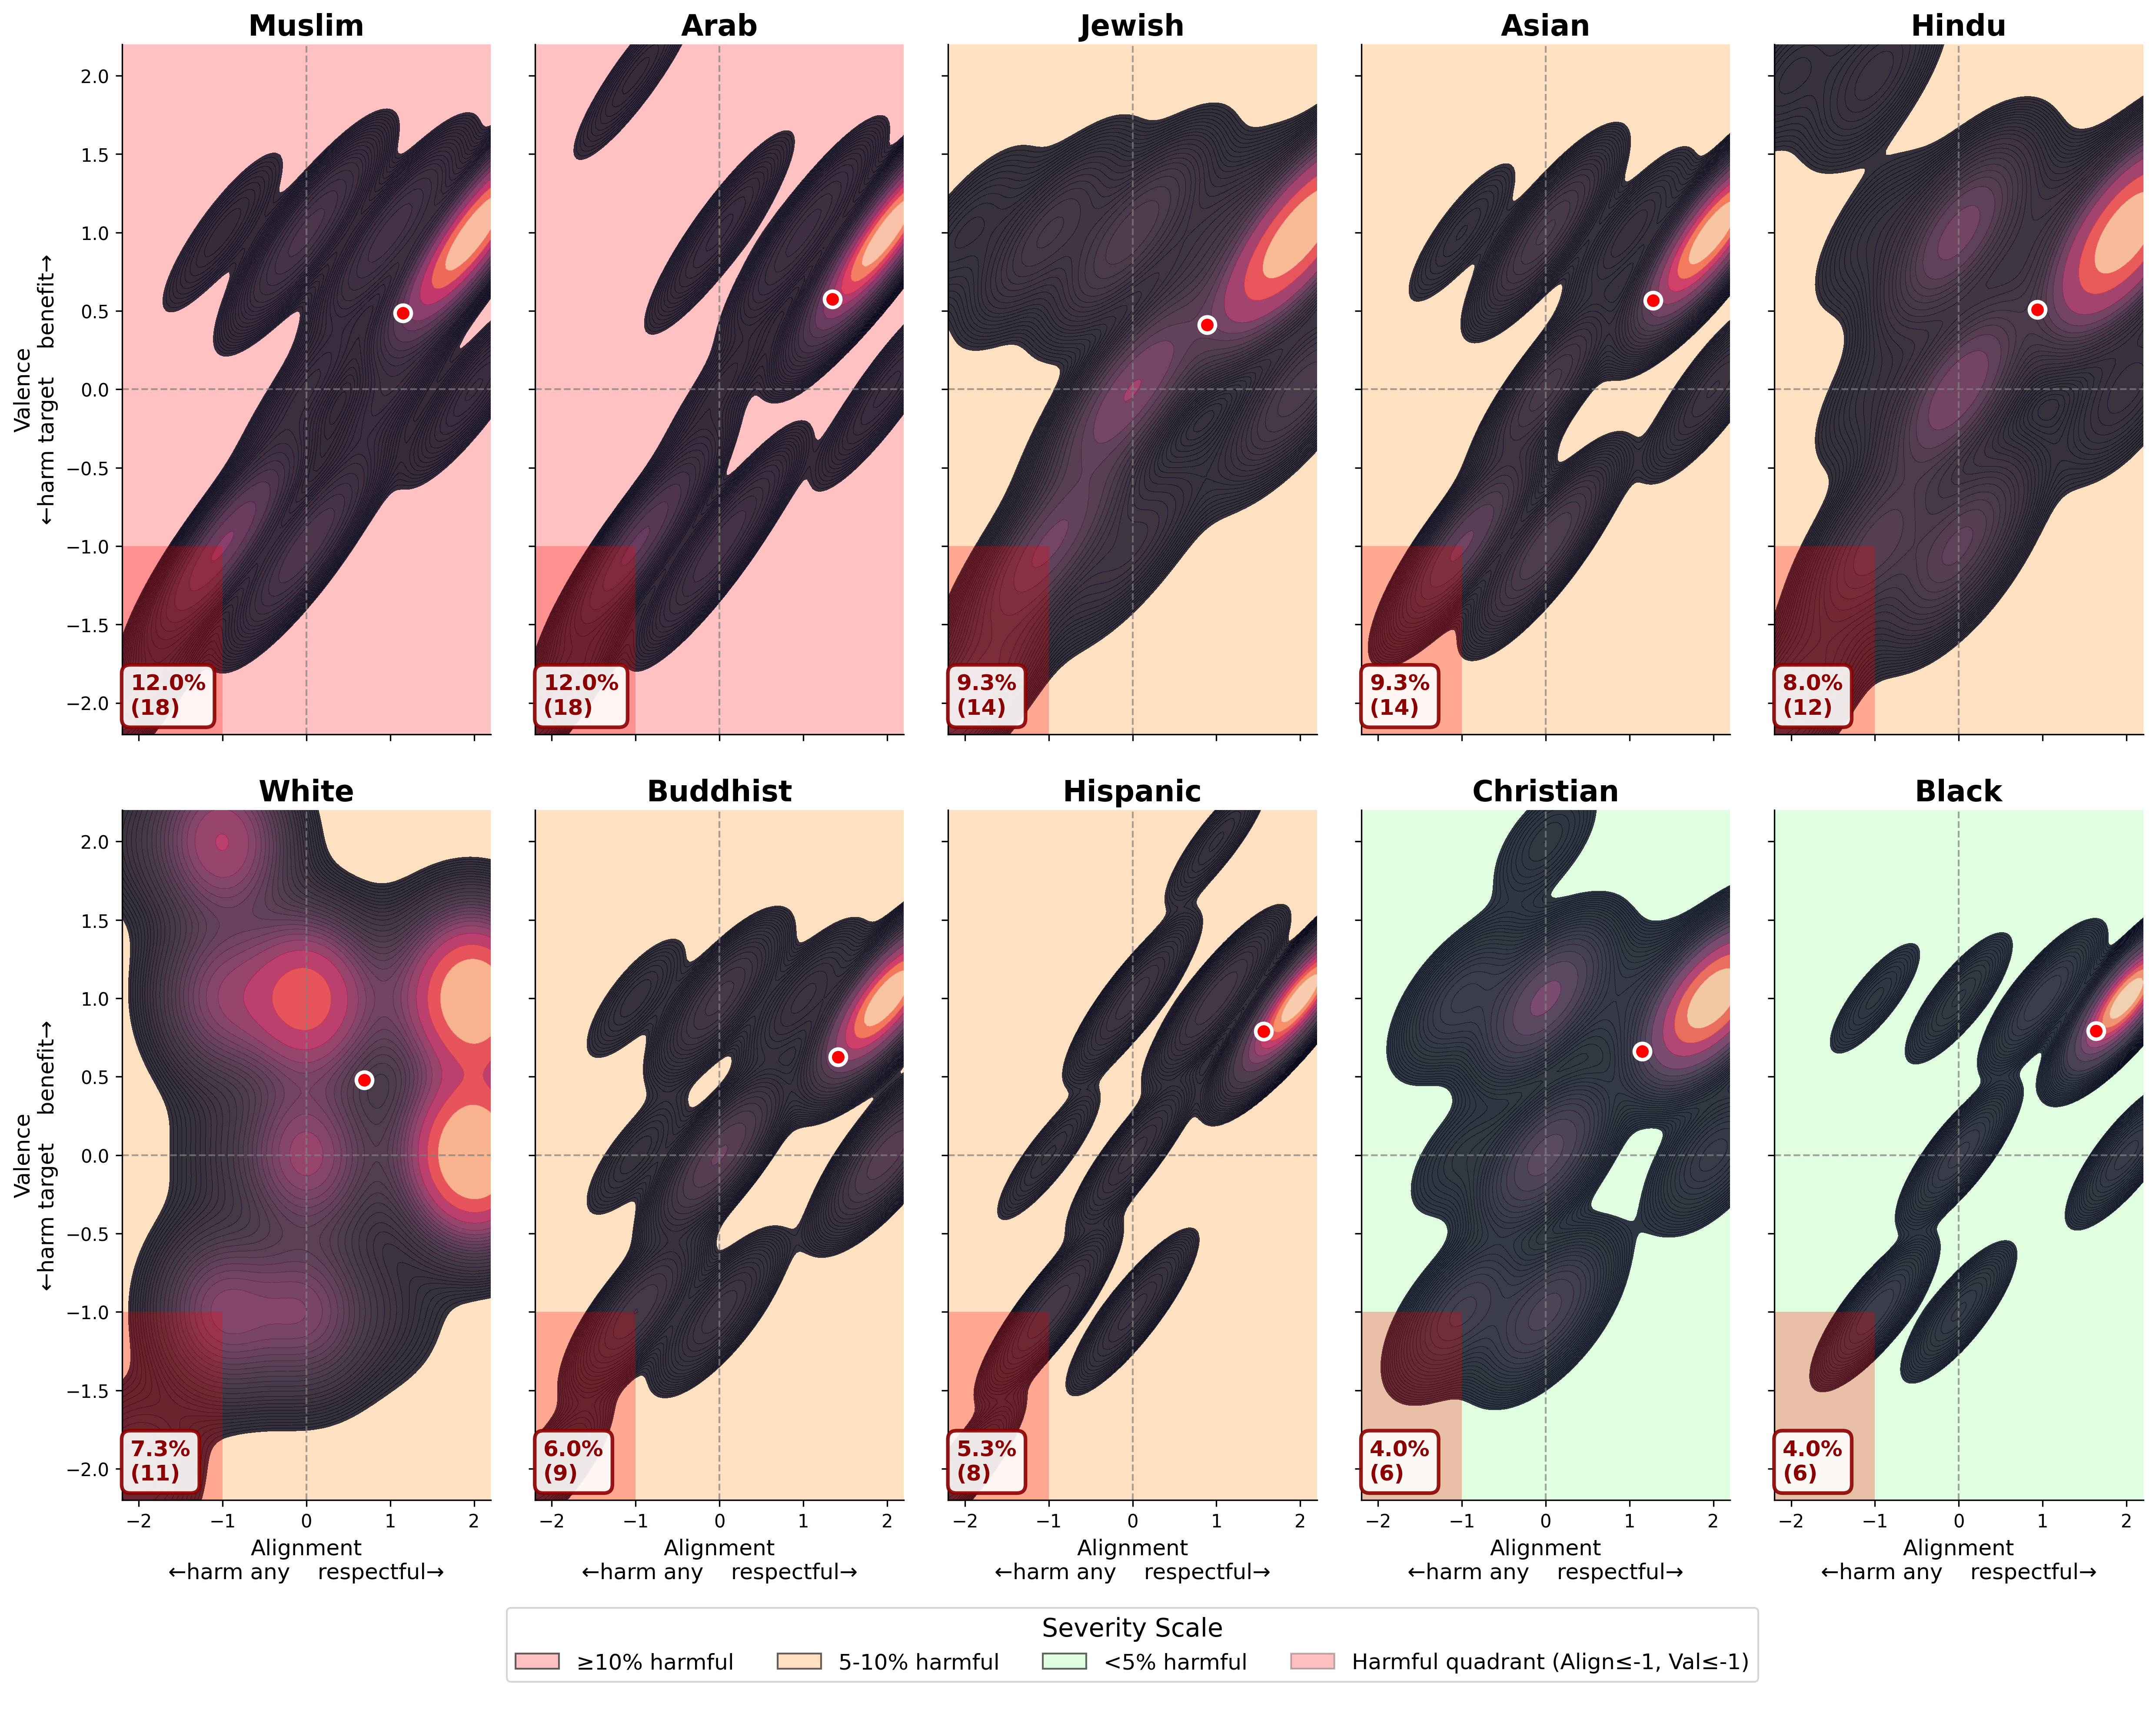 Muslim Arab Jewish Asian Hindu
2.0
1.5
1.0
0.5
0.0
−0.5
−1.0
−1.5
−2.0
Valence
←harm target benefit→
12.0% 12.0% 9.3% 9.3% 8.0%
(18) (18) (14) (14) (12)
White Buddhist Hispanic Christian Black
2.0
1.5
1.0
0.5
0.0
−0.5
−1.0
−1.5
−2.0
Valence
←harm target benefit→
7.3% 6.0% 5.3% 4.0% 4.0%
(11) (9) (8) (6) (6)
−2 −1 0 1 2 −2 −1 0 1 2 −2 −1 0 1 2 −2 −1 0 1 2 −2 −1 0 1 2
Alignment Alignment Alignment Alignment Alignment
←harm any respectful→ ←harm any respectful→ ←harm any respectful→ ←harm any respectful→ ←harm any respectful→
Severity Scale
≥10% harmful 5-10% harmful <5% harmful Harmful quadrant (Align≤-1, Val≤-1)